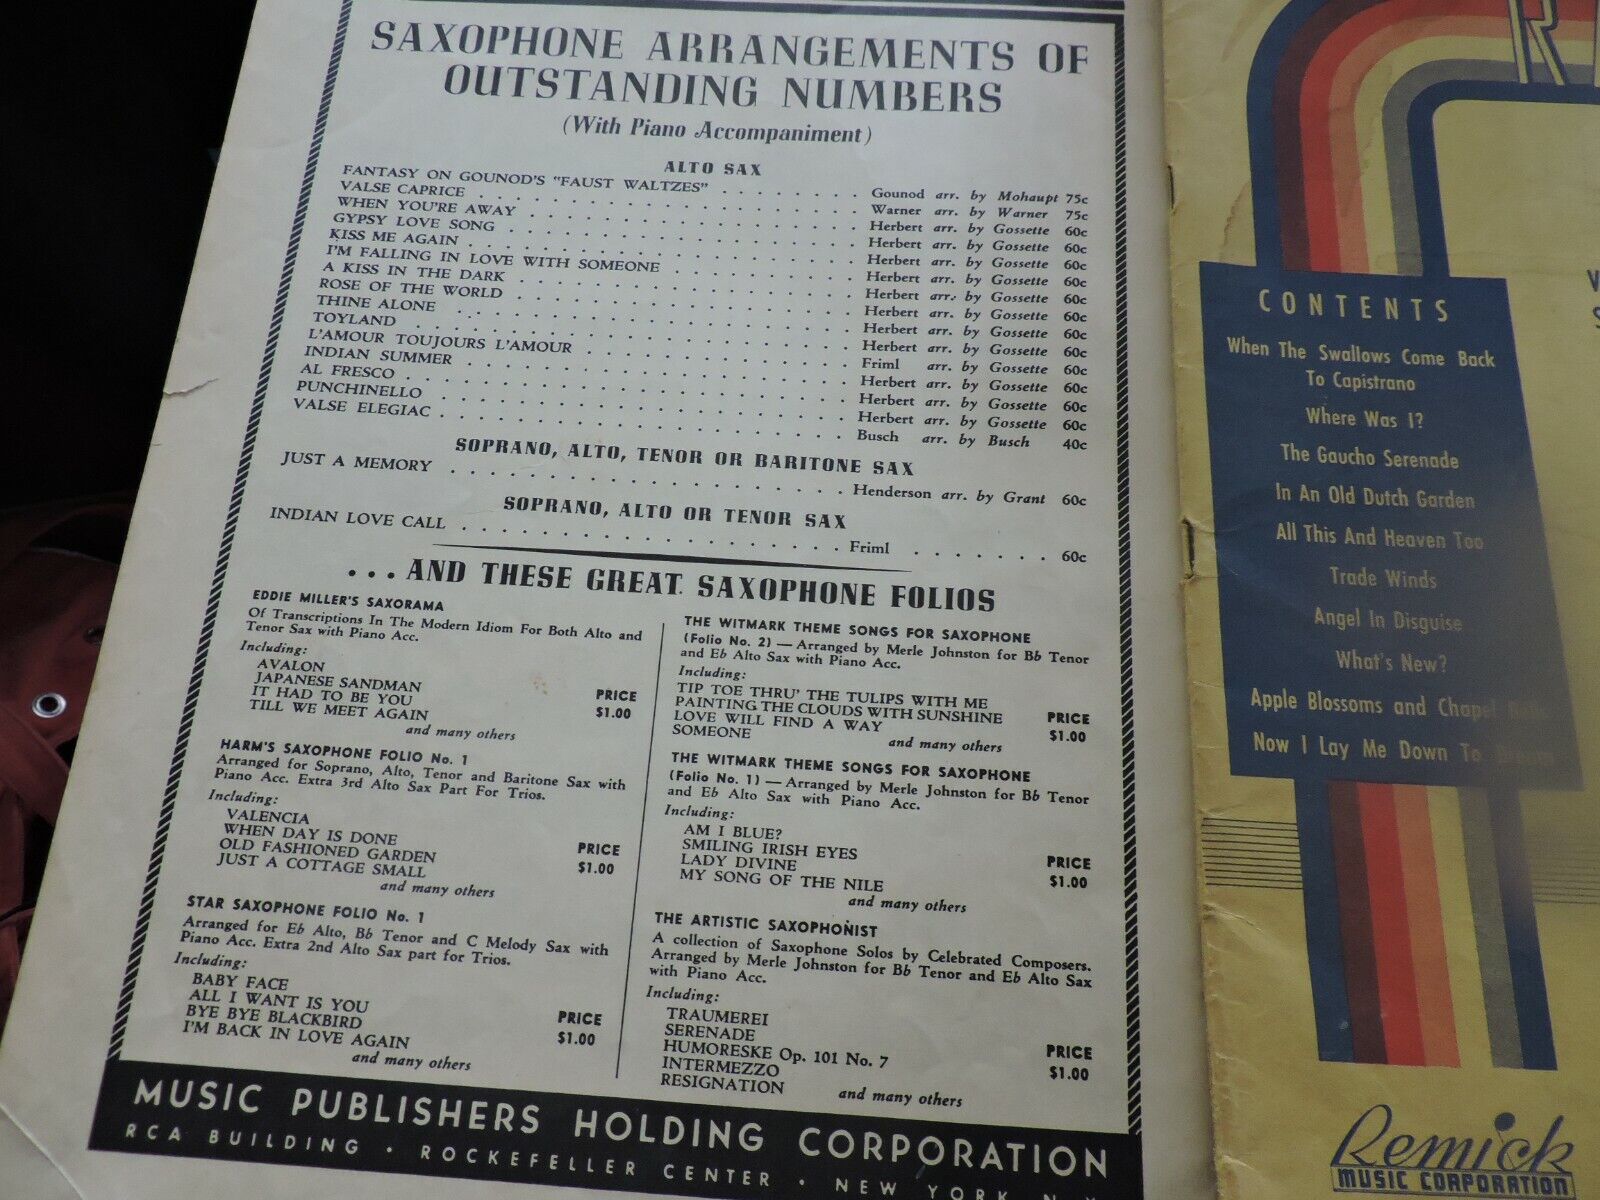 SAXOPHONE ARRANGEMENTS OF
OUTSTANDING NUMBERS
(With Piano Accompaniment)
ALTO SAX
FANTASY ON GOUNOD'S "FAUST WALTZES" . . . . . . . . Gounod arr. by Mohaupt 75c
VALSE CAPRICE . . . . . . . . Warner arr. by Warner 75c
WHEN YOU'RE AWAY . . . . . . . . Herbert arr. by Gossette 60c
GYPSY LOVE SONG . . . . . . . . Herbert arr. by Gossette 60c
KISS ME AGAIN . . . . . . . . Herbert arr. by Gossette 60c
I'M FALLING IN LOVE WITH SOMEONE . . . . . . . . Herbert arr. by Gossette 60c
A KISS IN THE DARK . . . . . . . . Herbert arr. by Gossette 60c
ROSE OF THE WORLD . . . . . . . . Herbert arr. by Gossette 60c
THINE ALONE . . . . . . . . Herbert arr. by Gossette 60c
TOYLAND . . . . . . . . Herbert arr. by Gossette 60c
L'AMOUR TOUJOURS L'AMOUR . . . . . . . . Friml arr. by Gossette 60c
INDIAN SUMMER . . . . . . . . Herbert arr. by Gossette 60c
AL FRESCO . . . . . . . . Herbert arr. by Gossette 60c
PUNCHINELLO . . . . . . . . Herbert arr. by Gossette 60c
VALSE ELEGIAC . . . . . . . . Busch arr. by Busch 40c
SOPRANO, ALTO, TENOR OR BARITONE SAX
JUST A MEMORY . . . . . . . . Henderson arr. by Grant 60c
SOPRANO, ALTO OR TENOR SAX
INDIAN LOVE CALL . . . . . . . . Friml . . . . . . . 60c
. . . AND THESE GREAT SAXOPHONE FOLIOS
EDDIE MILLER'S SAXORAMA
Of Transcriptions In The Modern Idiom For Both Alto and
Tenor Sax with Piano Acc.
Including:
AVALON
JAPANESE SANDMAN
IT HAD TO BE YOU
TILL WE MEET AGAIN
and many others
PRICE
$1.00
HARM'S SAXOPHONE FOLIO No. 1
Arranged for Soprano, Alto, Tenor and Baritone Sax with
Piano Acc. Extra 3rd Alto Sax Part For Trios.
Including:
VALENCIA
WHEN DAY IS DONE
OLD FASHIONED GARDEN
JUST A COTTAGE SMALL
and many others
PRICE
$1.00
STAR SAXOPHONE FOLIO No. 1
Arranged for E♭ Alto, B♭ Tenor and C Melody Sax with
Piano Acc. Extra 2nd Alto Sax part for Trios.
Including:
BABY FACE
ALL I WANT IS YOU
BYE BYE BLACKBIRD
I'M BACK IN LOVE AGAIN
and many others
PRICE
$1.00
THE WITMARK THEME SONGS FOR SAXOPHONE
(Folio No. 2) — Arranged by Merle Johnston for B♭ Tenor
and E♭ Alto Sax with Piano Acc.
Including:
TIP TOE THRU' THE TULIPS WITH ME
PAINTING THE CLOUDS WITH SUNSHINE
LOVE WILL FIND A WAY
SOMEONE
and many others
PRICE
$1.00
THE WITMARK THEME SONGS FOR SAXOPHONE
(Folio No. 1) — Arranged by Merle Johnston for B♭ Tenor
and E♭ Alto Sax with Piano Acc.
Including:
AM I BLUE?
SMILING IRISH EYES
LADY DIVINE
MY SONG OF THE NILE
and many others
PRICE
$1.00
THE ARTISTIC SAXOPHONIST
A collection of Saxophone Solos by Celebrated Composers.
Arranged by Merle Johnston for B♭ Tenor and E♭ Alto Sax
with Piano Acc.
Including:
TRAUMEREI
SERENADE
HUMORESKE Op. 101 No. 7
INTERMEZZO
RESIGNATION
and many others
PRICE
$1.00
MUSIC PUBLISHERS HOLDING CORPORATION
RCA BUILDING · ROCKEFELLER CENTER · NEW YORK
CONTENTS
When The Swallows Come Back
To Capistrano
Where Was I?
The Gaucho Serenade
In An Old Dutch Garden
All This And Heaven Too
Trade Winds
Angel In Disguise
What's New?
Apple Blossoms and Chapel
Now I Lay Me Down To Dream
Remick
MUSIC CORPORATION